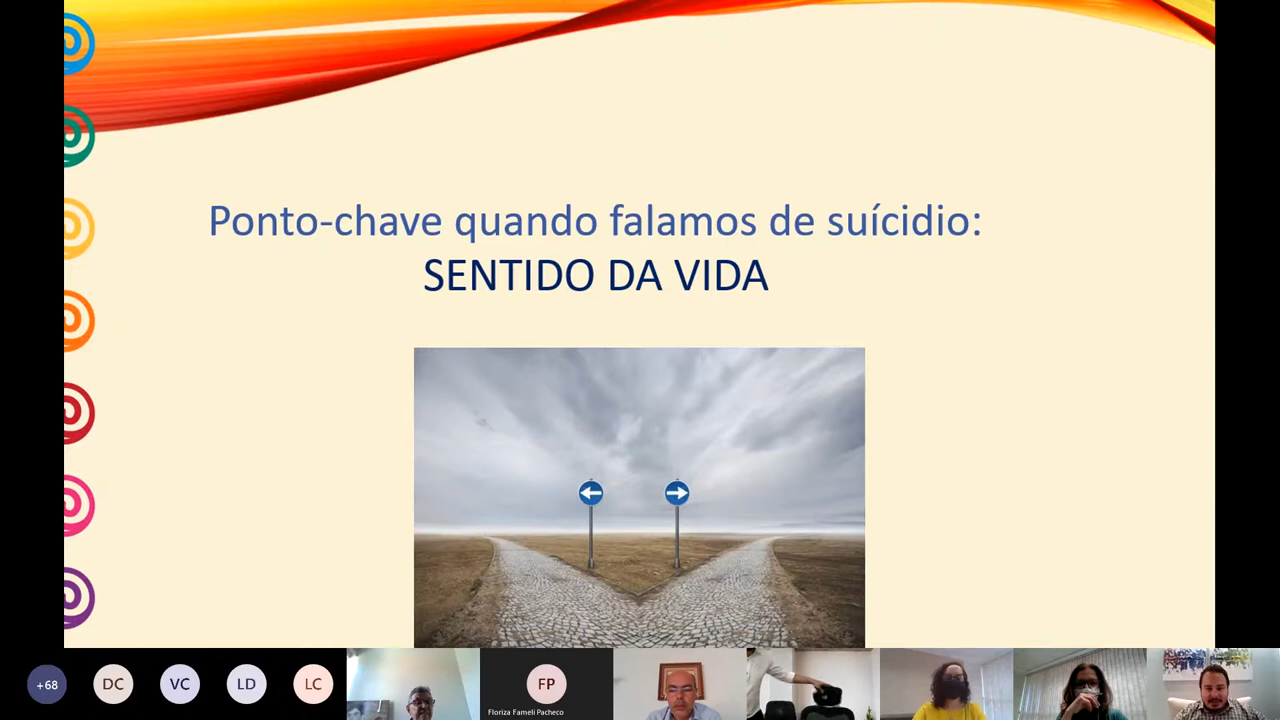 Ponto-chave quando falamos de suícidio:
SENTIDO DA VIDA
+68
DC
VC
LD
LC
FP
Floriza Fameli Pacheco